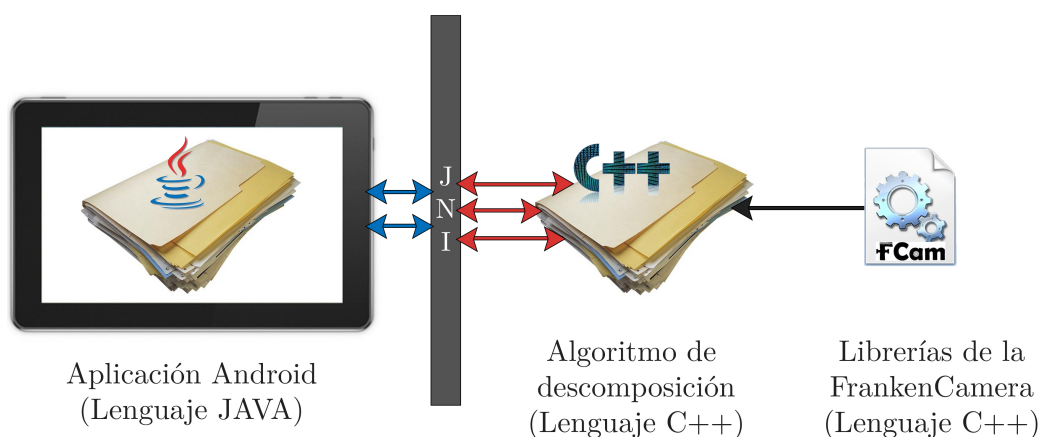 C++
J
N
I
FCam
Aplicación Android
(Lenguaje JAVA)
Algoritmo de
descomposición
(Lenguaje C++)
Librerías de la
FrankenCamera
(Lenguaje C++)